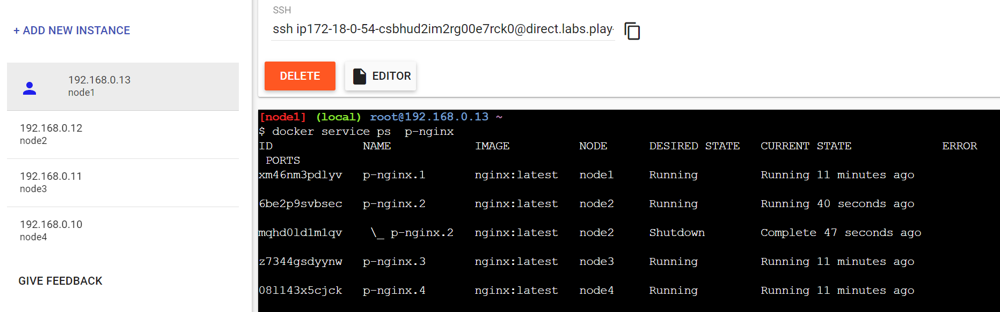 + ADD NEW INSTANCE
192.168.0.13
node1
192.168.0.12
node2
192.168.0.11
node3
192.168.0.10
node4
GIVE FEEDBACK
SSH
ssh ip172-18-0-54-csbhud2im2rg00e7rck0@direct.labs.play-
DELETE
EDITOR
[node1] (local) root@192.168.0.13 ~
$ docker service ps  p-nginx
ID             NAME            IMAGE          NODE      DESIRED STATE   CURRENT STATE             ERROR
 PORTS
xm46nm3pdlyv   p-nginx.1       nginx:latest   node1     Running         Running 11 minutes ago
6be2p9svbsec   p-nginx.2       nginx:latest   node2     Running         Running 40 seconds ago
mqhd0ld1m1qv    \_ p-nginx.2   nginx:latest   node2     Shutdown        Complete 47 seconds ago
z7344gsdyynw   p-nginx.3       nginx:latest   node3     Running         Running 11 minutes ago
08l143x5cjck   p-nginx.4       nginx:latest   node4     Running         Running 11 minutes ago